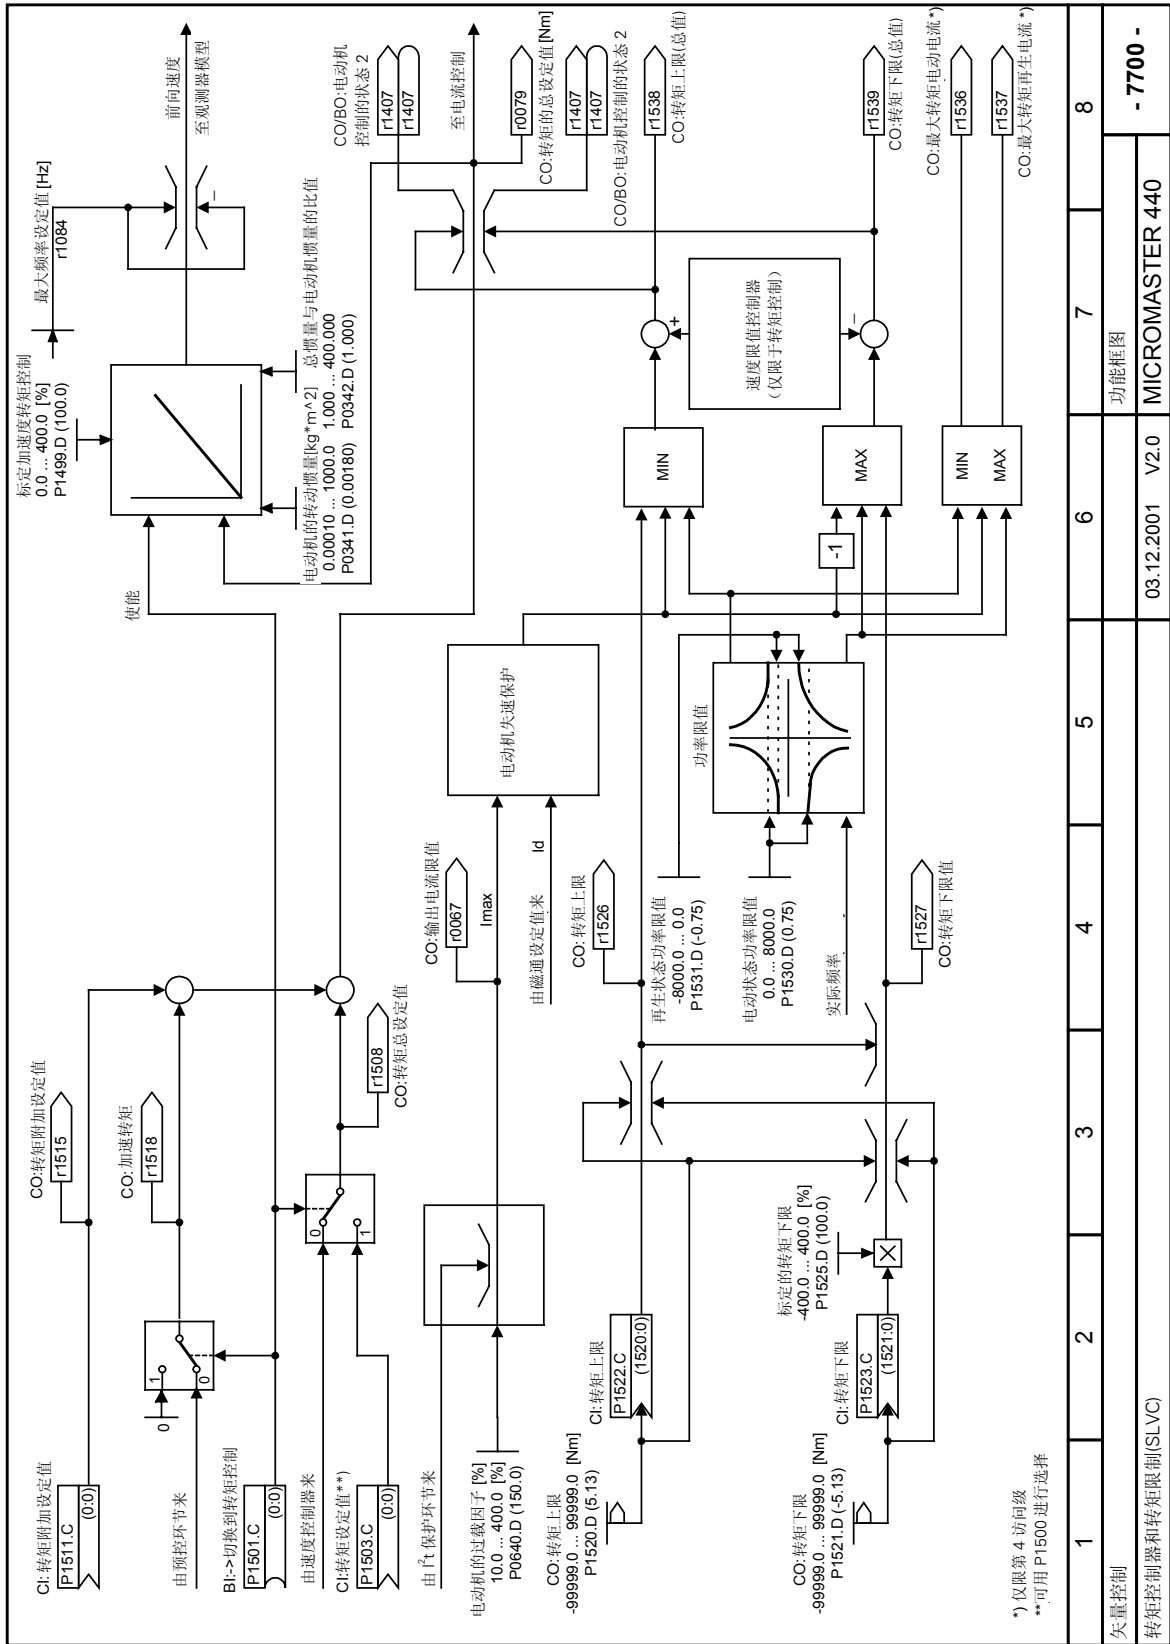 CI: 转矩附加设定值
P1511.C
(0:0)
CO:转矩附加设定值
r1515
由预控环节来
0
1
0
CO: 加速转矩
r1518
BI:->切换到转矩控制
P1501.C
(0:0)
使能
由速度控制器来
CI:转矩设定值**)
P1503.C
(0:0)
0
1
r1508
CO:转矩总设定值
标定加速度转矩控制
0.0 ... 400.0 [%]
P1499.D (100.0)
最大频率设定值 [Hz]
r1084
前向速度
至观测器模型
–
电动机的转动惯量[kg*m^2]
0.00010 ... 1000.0
P0341.D (0.00180)
总惯量与电动机惯量的比值
1.000 ... 400.000
P0342.D (1.000)
CO/BO:电动机
控制的状态 2
r1407
r1407
至电流控制
r0079
CO:转矩的总设定值[Nm]
r1407
r1407
CO/BO:电动机控制的状态 2
由 I²t 保护环节来
电动机的过载因子 [%]
10.0 ... 400.0 [%]
P0640.D (150.0)
CO:输出电流限值
r0067
Imax
由磁通设定值来
Id
电动机失速保护
CO:转矩上限
-99999.0 ... 99999.0 [Nm]
P1520.D (5.13)
CI:转矩上限
P1522.C
(1520:0)
CO: 转矩上限
r1526
MIN
+
r1538
CO:转矩上限(总值)
再生状态功率限值
-8000.0 ... 0.0
P1531.D (-0.75)
电动状态功率限值
0.0 ... 8000.0
P1530.D (0.75)
实际频率
功率限值
速度限值控制器
（仅限于转矩控制）
–
标定的转矩下限
-400.0 ... 400.0 [%]
P1525.D (100.0)
CO:转矩下限
-99999.0 ... 99999.0 [Nm]
P1521.D (-5.13)
CI:转矩下限
P1523.C
(1521:0)
r1527
CO:转矩下限值
-1
MAX
r1539
CO:转矩下限(总值)
MIN
MAX
r1536
CO:最大转矩电动电流*)
r1537
CO:最大转矩再生电流*)
*) 仅限第 4 访问级
**可用 P1500 进行选择
1 2 3 4 5 6 7 8
矢量控制
功能框图
- 7700 -
转矩控制器和转矩限制(SLVC)
03.12.2001 V2.0
MICROMASTER 440